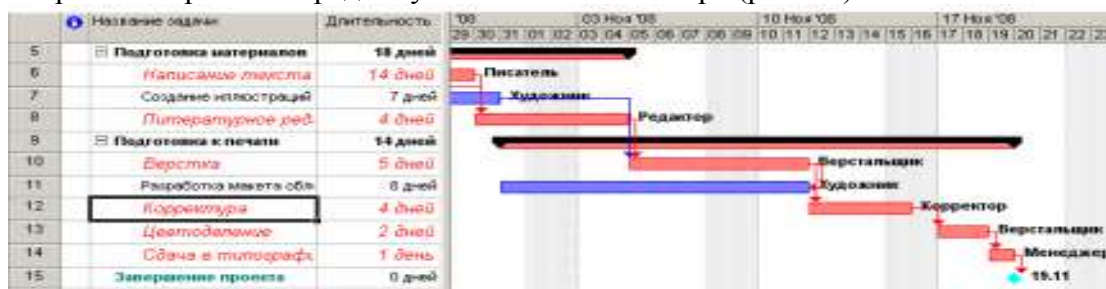 Название задачи Длительность '08 03 Ноя '08 10 Ноя '08 17 Ноя '08
29 30 31 01 02 03 04 05 06 07 08 09 10 11 12 13 14 15 16 17 18 19 20 21 22 23
5 Подготовка материалов 18 дней
6 Написание текста 14 дней Писатель
7 Создание иллюстраций 7 дней Художник
8 Литературное ред 4 дней Редактор
9 Подготовка к печати 14 дней
10 Верстка 5 дней Верстальщик
11 Разработка макета обл 8 дней Художник
12 Корректура 4 дней Корректор
13 Цветоделение 2 дней Верстальщик
14 Сдача в типографи 1 день Менеджер
15 Завершение проекта 0 дней 19.11